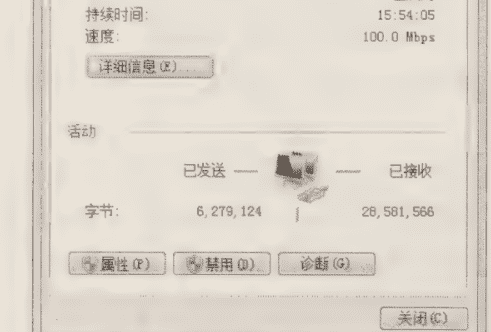 持续时间: 15:54:05
速度: 100.0 Mbps
详细信息(E)
活动
已发送 — — 已接收
字节: 6,279,124 | 28,581,566
属性(P) 禁用(D) 诊断(G)
关闭(C)